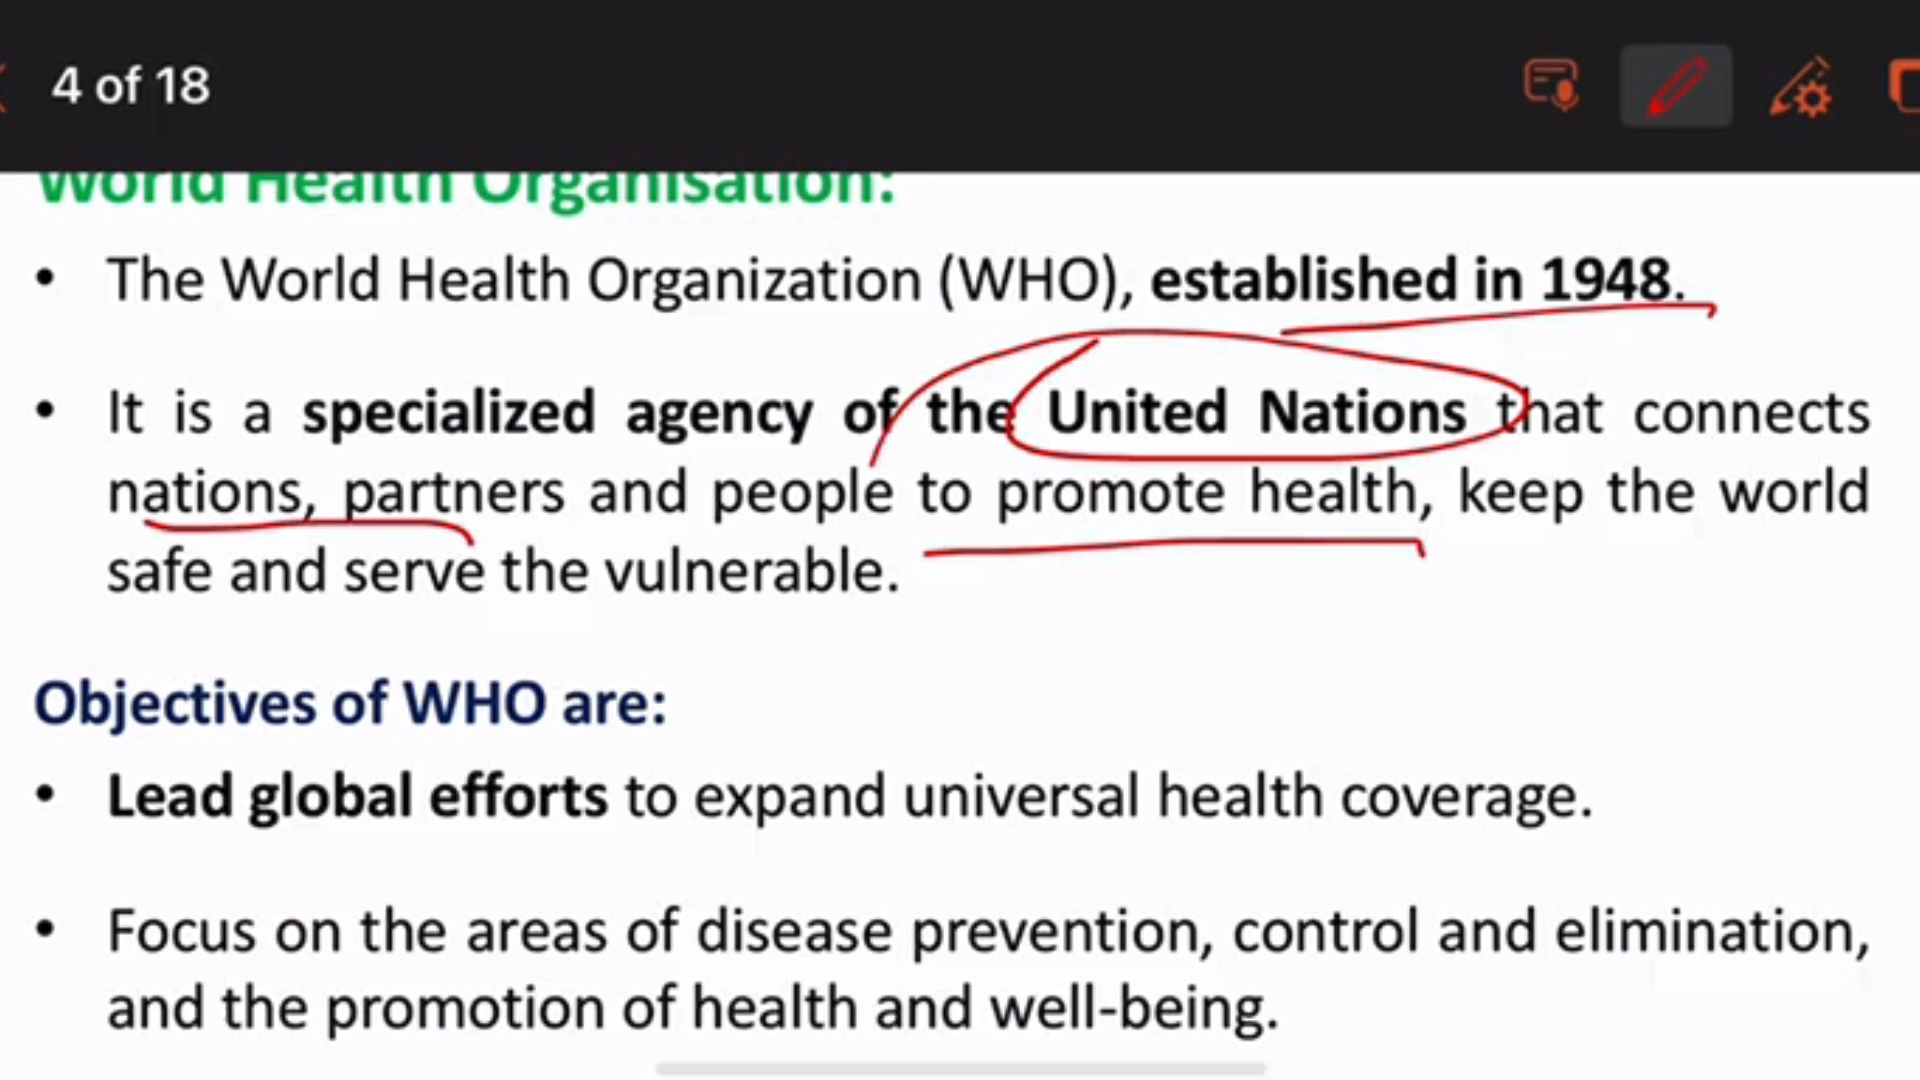 4 of 18
World Health Organisation:
• The World Health Organization (WHO), established in 1948.
• It is a specialized agency of the United Nations that connects
nations, partners and people to promote health, keep the world
safe and serve the vulnerable.
Objectives of WHO are:
• Lead global efforts to expand universal health coverage.
• Focus on the areas of disease prevention, control and elimination,
and the promotion of health and well-being.